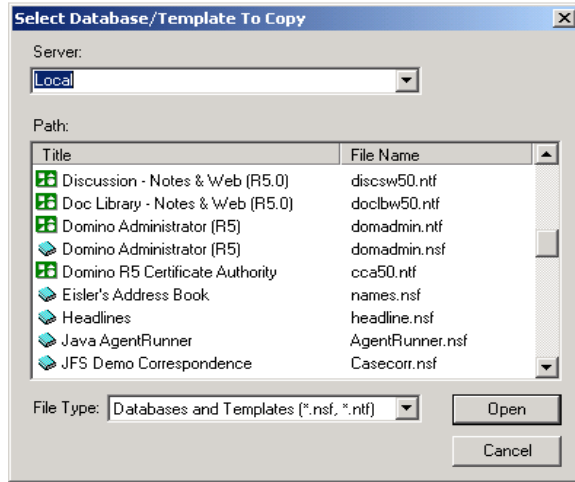 Select Database/Template To Copy
Server:
Local
Path:
Title File Name
Discussion - Notes & Web (R5.0) discsw50.ntf
Doc Library - Notes & Web (R5.0) doclbw50.ntf
Domino Administrator (R5) domadmin.ntf
Domino Administrator (R5) domadmin.nsf
Domino R5 Certificate Authority cca50.ntf
Eisler's Address Book names.nsf
Headlines headline.nsf
Java AgentRunner AgentRunner.nsf
JFS Demo Correspondence Casecorr.nsf
File Type: Databases and Templates (*.nsf, *.ntf) Open
Cancel